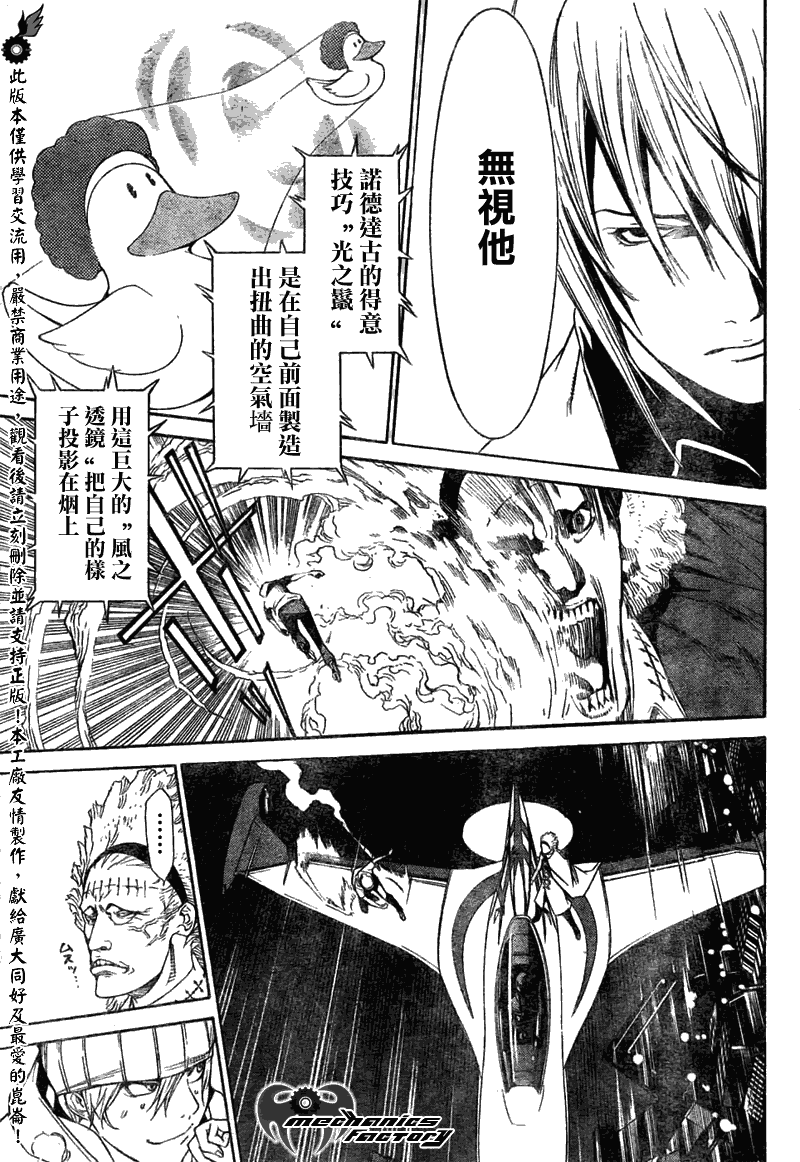 無視他
諾德達古的得意
技巧”光之鬣“
是在自己前面製造
出扭曲的空氣墻
用這巨大的”風之
透鏡“把自己的樣
子投影在烟上
……
ムスッ
此版本僅供學習交流用，嚴禁商業用途，觀看後請立刻刪除並請支持正版！本工廠友情製作，獻給廣大同好及最愛的崑崙！
mechanics
factory